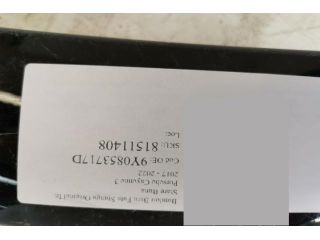 Stare Buna
Porsche Cayenne 3
2017 - 2022
Cod OE: 9Y0853717D
SKU: 81511408
Loc: